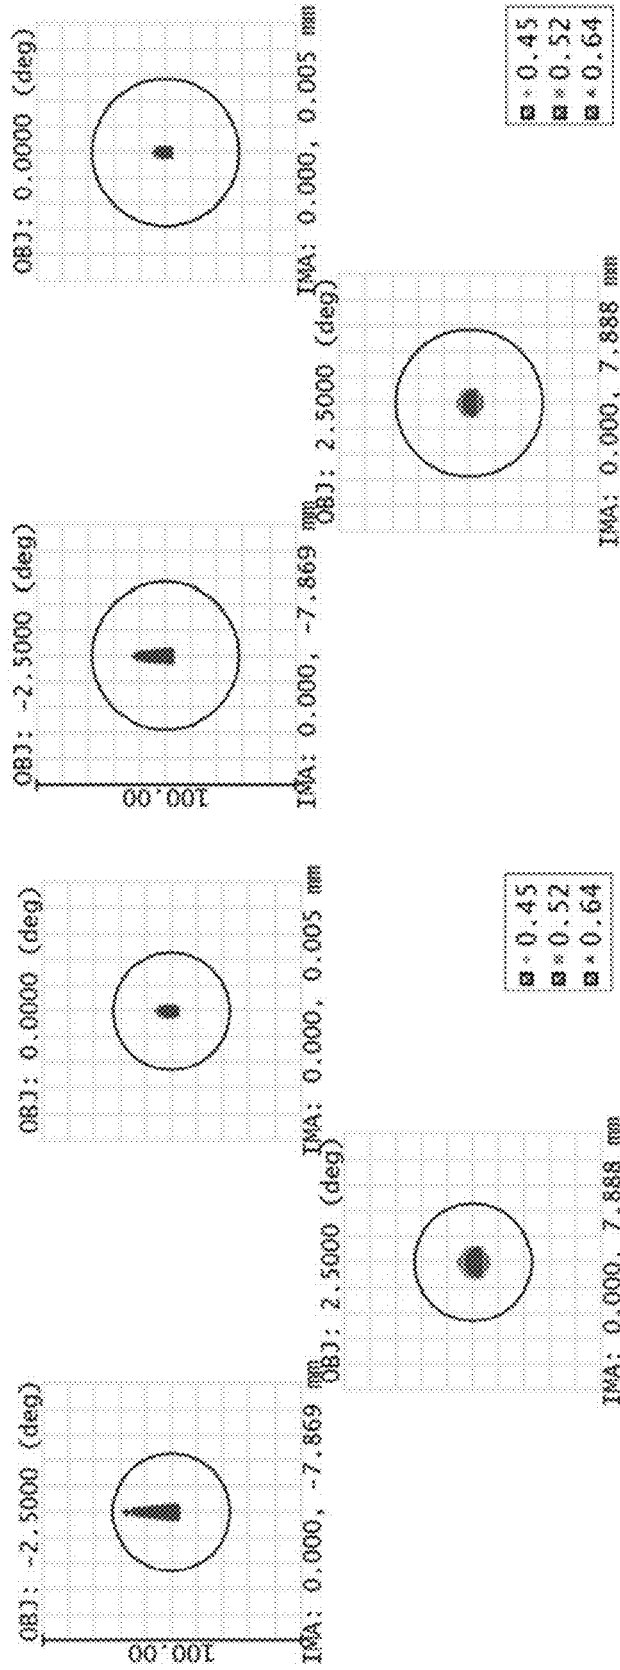 OBJ: -2.5000 (deg)
OBJ: 0.0000 (deg)
100.00
IMA: 0.000, -7.869 mm
IMA: 0.000, 0.005 mm
OBJ: 2.5000 (deg)
IMA: 0.000, 7.888 mm
0.45
0.52
0.64
OBJ: -2.5000 (deg)
OBJ: 0.0000 (deg)
100.00
IMA: 0.000, -7.869 mm
IMA: 0.000, 0.005 mm
OBJ: 2.5000 (deg)
IMA: 0.000, 7.888 mm
0.45
0.52
0.64